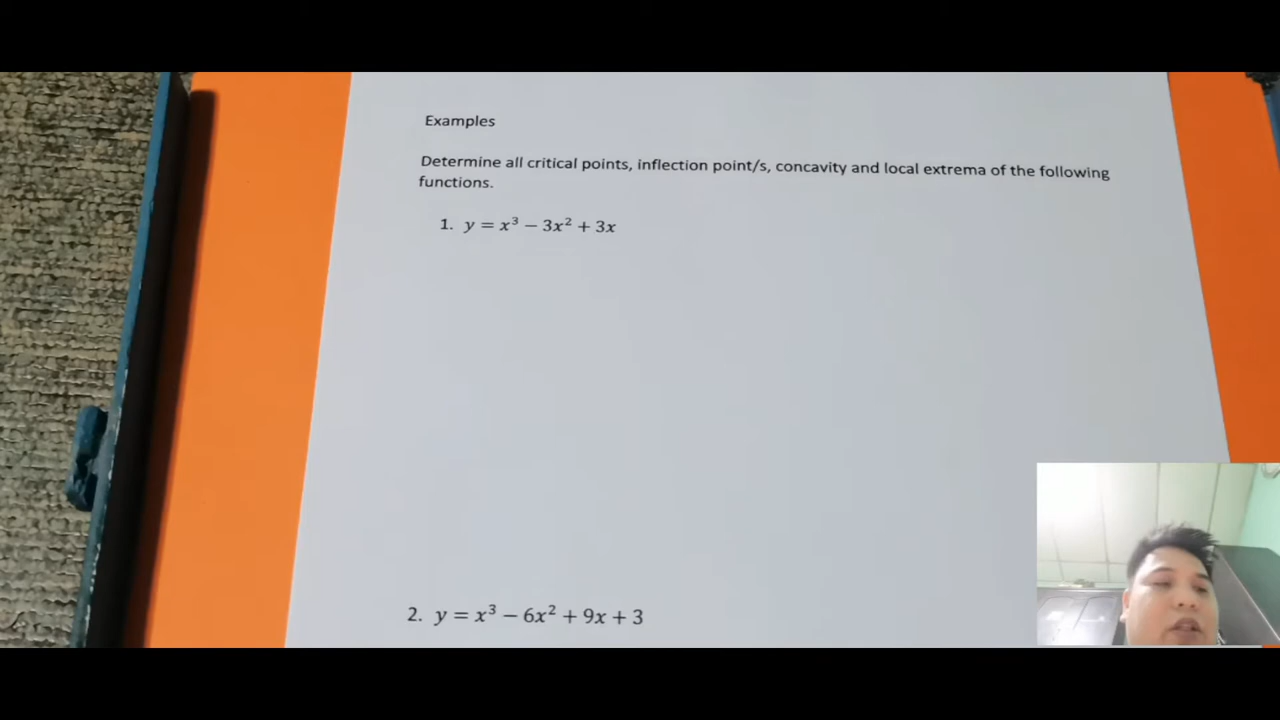 Examples
Determine all critical points, inflection point/s, concavity and local extrema of the following
functions.
1. y = x³ − 3x² + 3x
2. y = x³ − 6x² + 9x + 3